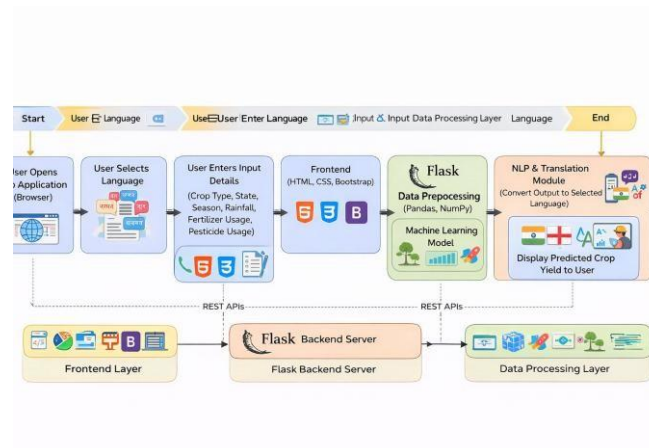 Start
User E Language
Use User Enter Language
Input & Input Data Processing Layer
Language
End
User Opens
Application
(Browser)
User Selects
Language
User Enters Input
Details
(Crop Type, State,
Season, Rainfall,
Fertilizer Usage,
Pesticide Usage)
Frontend
(HTML, CSS, Bootstrap)
B
Flask
Data Prepocessing
(Pandas, NumPy)
Machine Learning
Model
NLP & Translation
Module
(Convert Output to Selected
Language)
Display Predicted Crop
Yield to User
REST APIs
REST APIs
B
Frontend Layer
Flask Backend Server
Flask Backend Server
Data Processing Layer